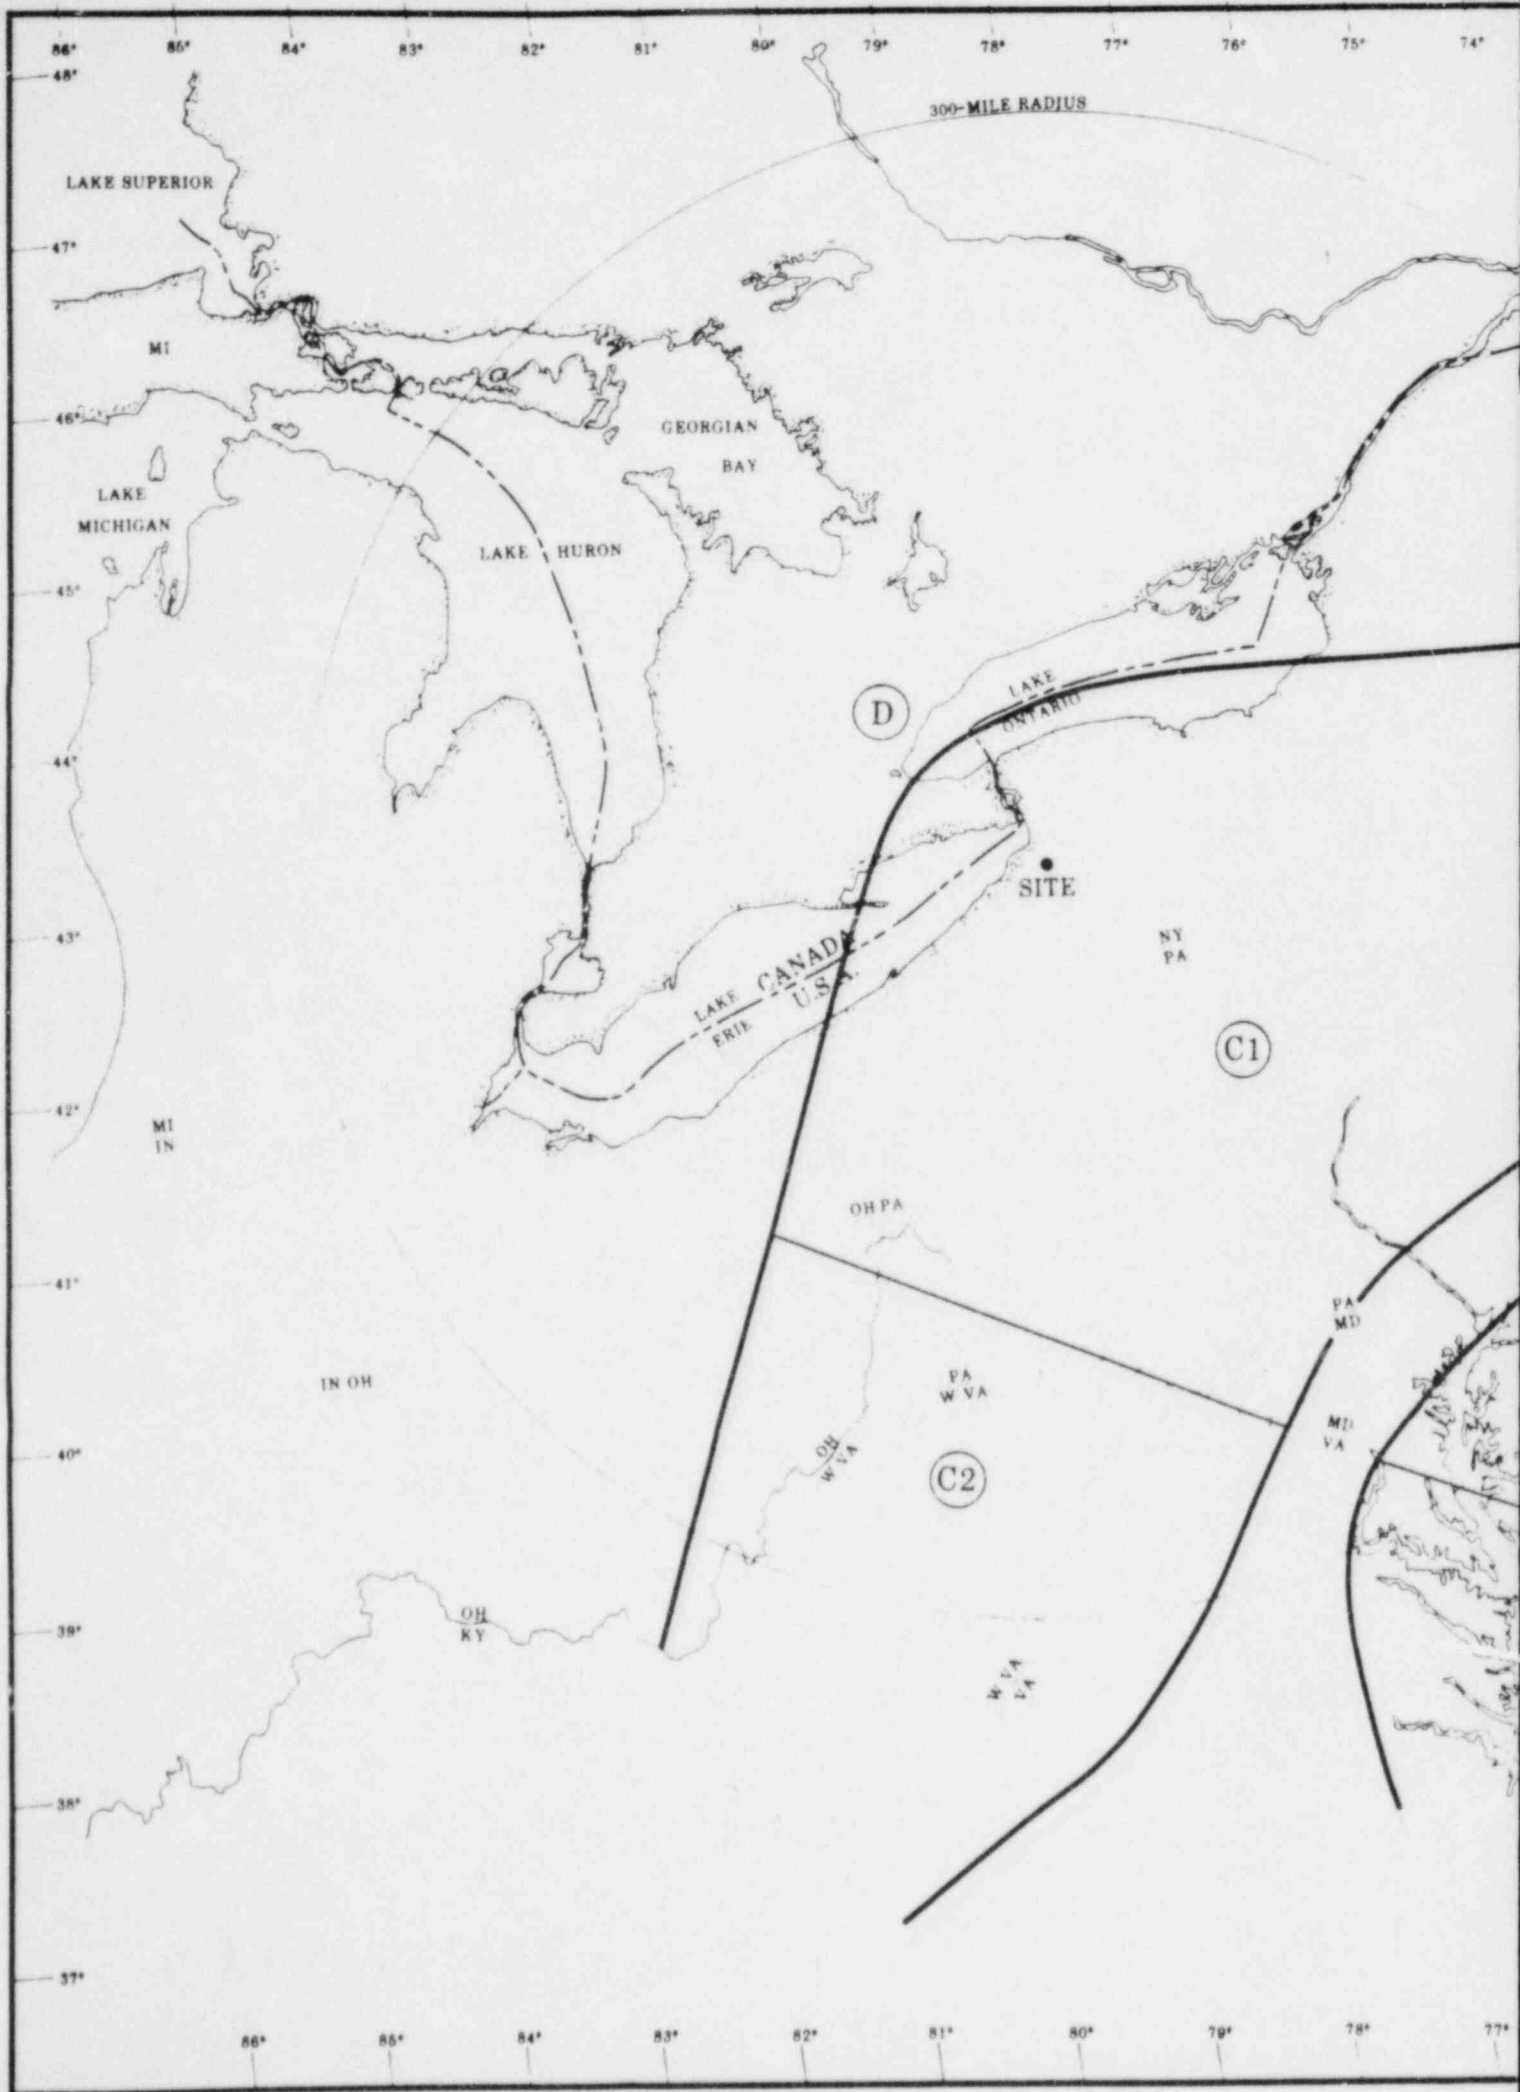 86° 85° 84° 83° 82° 81° 80° 79° 78° 77° 76° 75° 74°
48°
300-MILE RADIUS
LAKE SUPERIOR
47°
MI
46°
GEORGIAN
BAY
LAKE
MICHIGAN
LAKE HURON
45°
LAKE
ONTARIO
D
44°
SITE
43°
NY
PA
CANADA
U.S.A.
LAKE
ERIE
C1
42°
MI
IN
OH PA
41°
PA
MD
IN OH
PA
W VA
MD
VA
40°
OH
W VA
C2
39°
OH
KY
W VA
VA
38°
37°
86° 85° 84° 83° 82° 81° 80° 79° 78° 77°